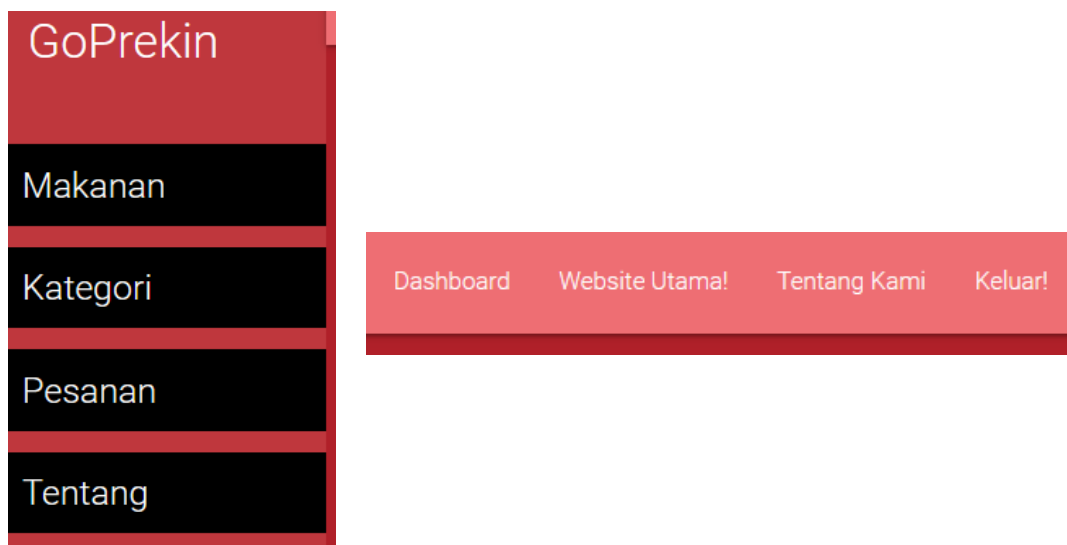 GoPrekin
Makanan
Kategori
Pesanan
Tentang
Dashboard Website Utama! Tentang Kami Keluar!